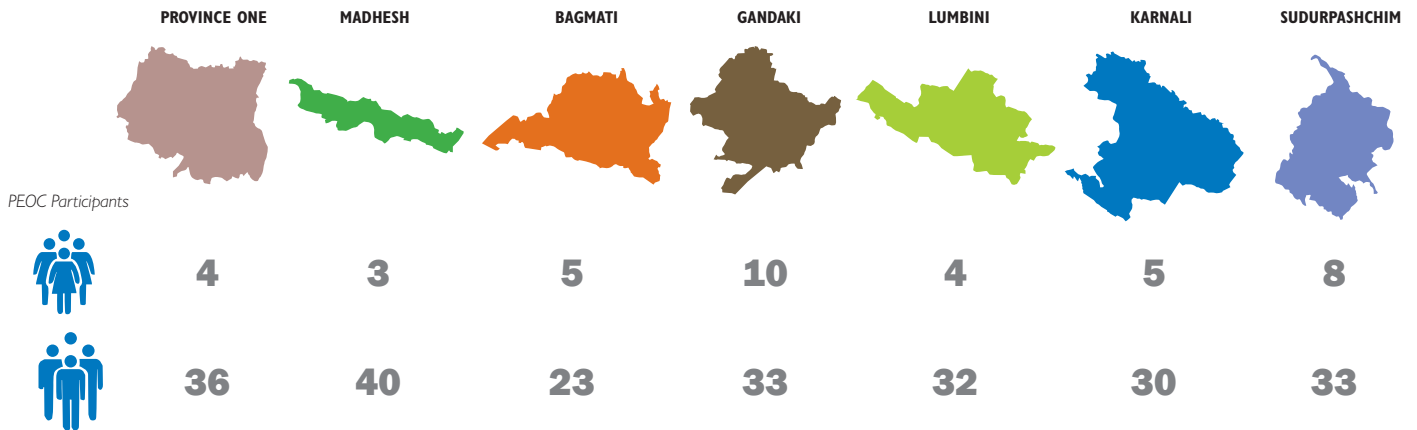 PROVINCE ONE MADHESH BAGMATI GANDAKI LUMBINI KARNALI SUDURPASHCHIM
PEOC Participants
4 3 5 10 4 5 8
36 40 23 33 32 30 33